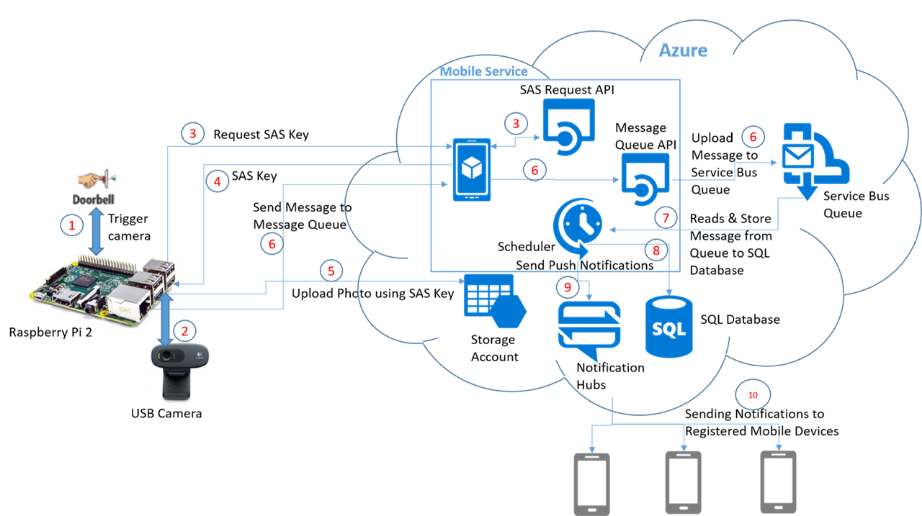 Azure
Mobile Service
SAS Request API
3
Request SAS Key
3
Message
Queue API
Upload
Message to
Service Bus
Queue
6
4
SAS Key
6
Doorbell
Service Bus
Queue
Send Message to
Message Queue
6
1
Trigger
camera
7
Reads & Store
Message from
Queue to SQL
Database
Scheduler
8
Send Push Notifications
5
Upload Photo using SAS Key
9
Raspberry Pi 2
2
SQL
SQL Database
Storage
Account
Notification
Hubs
USB Camera
10
Sending Notifications to
Registered Mobile Devices